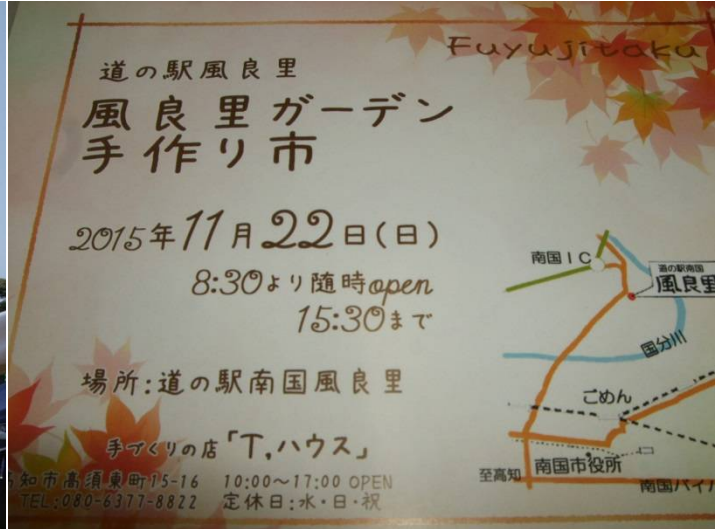 Fuyujitaku
道の駅風良里
風良里ガーデン
手作り市
2015年11月22日(日)
8:30より随時open
15:30まで
場所:道の駅南国風良里
手づくりの店「T,ハウス」
知市高須東町15-16 10:00～17:00 OPEN
TEL:080-6377-8822 定休日:水・日・祝
南国IC
道の駅南国
風良里
国分川
ごめん
至高知
南国市役所
南国バイパ